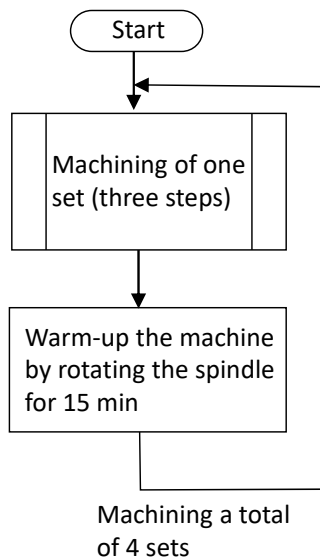 Start
Machining of one
set (three steps)
Warm-up the machine
by rotating the spindle
for 15 min
Machining a total
of 4 sets